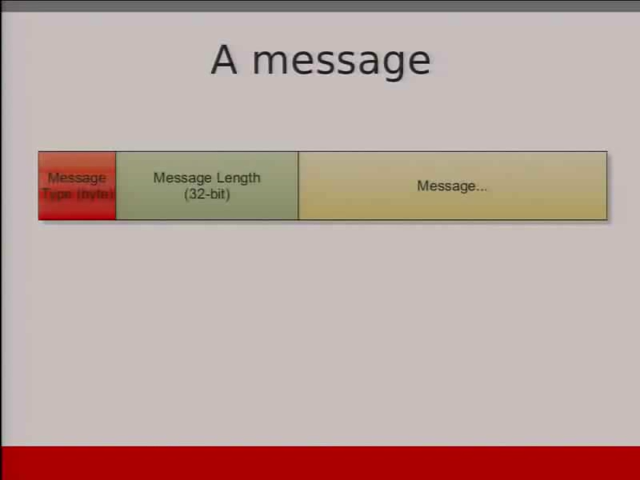 A message
Message
Type (byte)
Message Length
(32-bit)
Message...